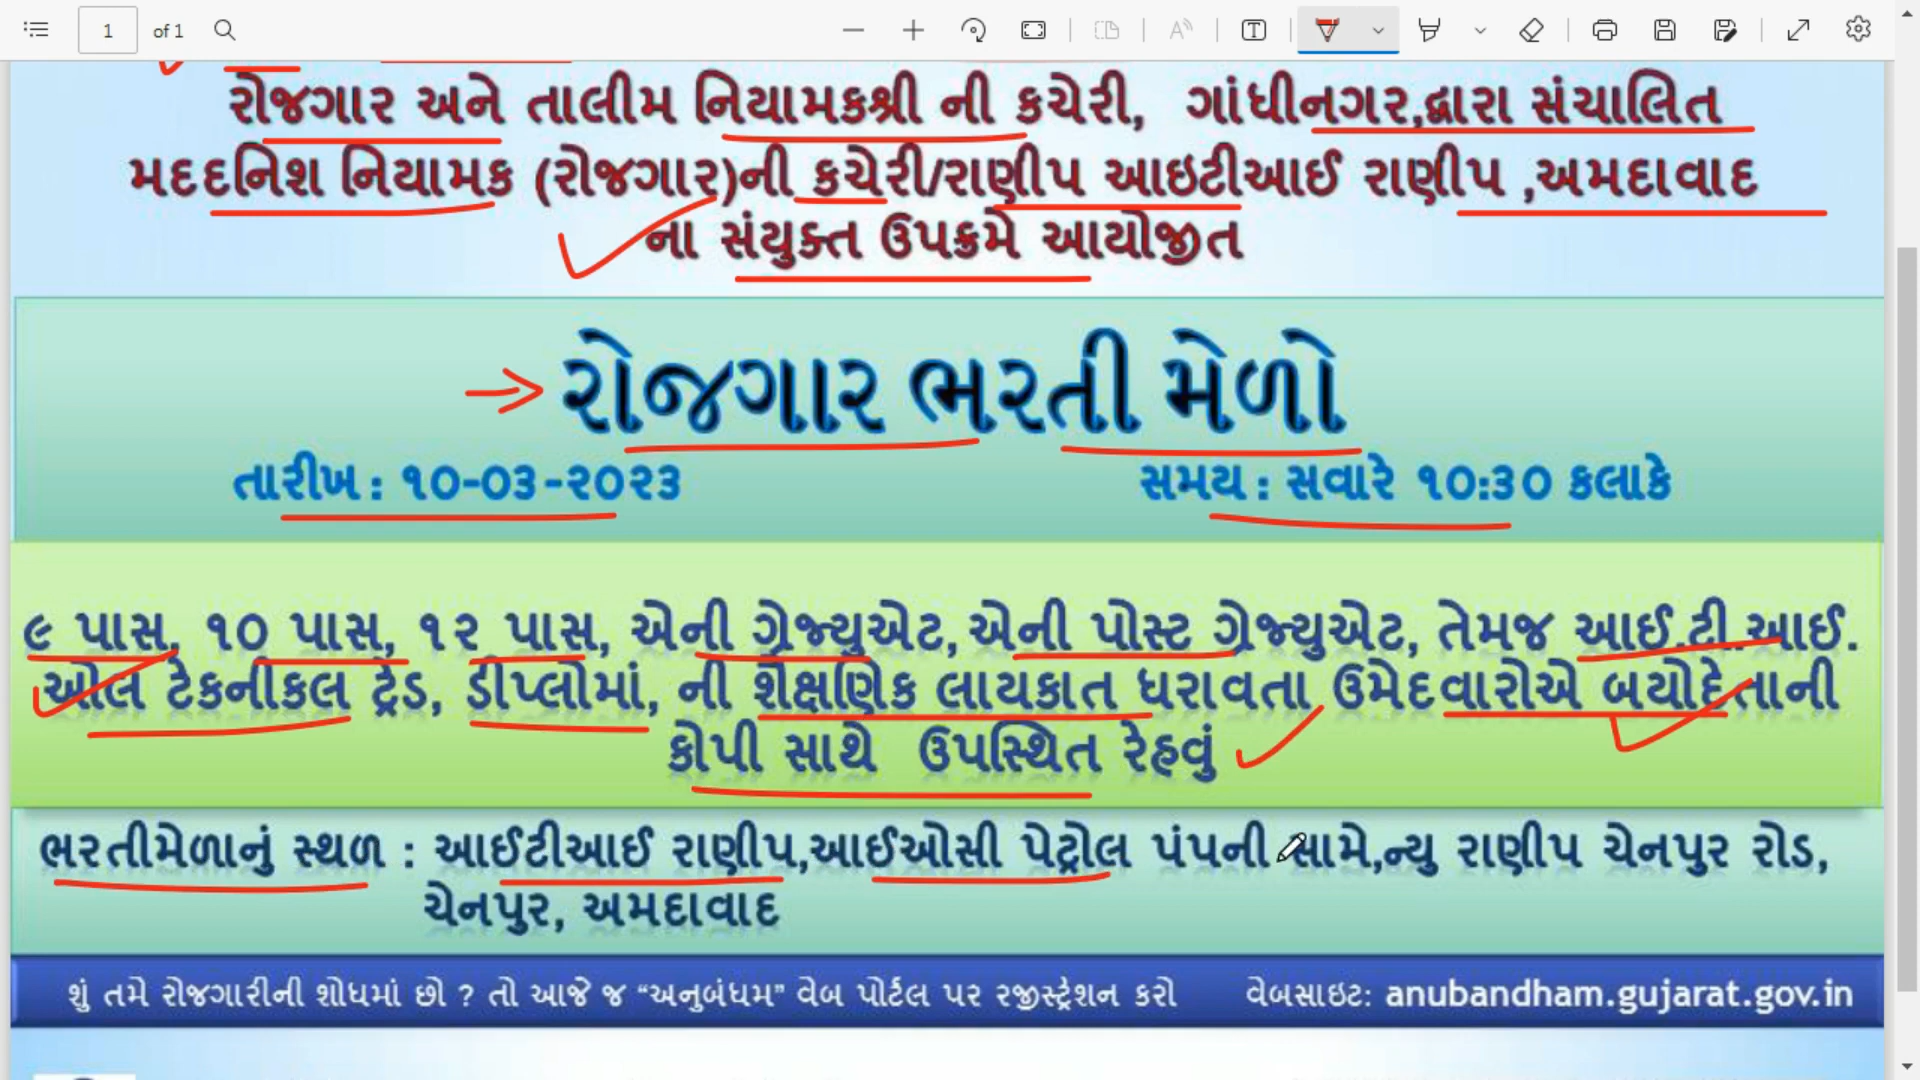 1 of 1
રોજગાર અને તાલીમ નિયામકશ્રી ની કચેરી, ગાંધીનગર,દ્વારા સંચાલિત
મદદનિશ નિયામક (રોજગાર)ની કચેરી/રાણીપ આઇટીઆઈ રાણીપ ,અમદાવાદ
ના સંયુક્ત ઉપક્રમે આયોજીત
રોજગાર ભરતી મેળો
તારીખ : ૧૦-૦૩-૨૦૨૩ સમય : સવારે ૧૦:૩૦ કલાકે
૯ પાસ, ૧૦ પાસ, ૧૨ પાસ, એની ગ્રેજ્યુએટ,એની પોસ્ટ ગ્રેજ્યુએટ, તેમજ આઈ.ટી.આઈ.
ઓલ ટેકનીકલ ટ્રેડ, ડીપ્લોમાં, ની શૈક્ષણિક લાયકાત ધરાવતા ઉમેદવારોએ બયોદેતાની
કોપી સાથે ઉપસ્થિત રેહવું
ભરતીમેળાનું સ્થળ : આઈટીઆઈ રાણીપ,આઈઓસી પેટ્રોલ પંપની સામે,ન્યુ રાણીપ ચેનપુર રોડ,
ચેનપુર, અમદાવાદ
શું તમે રોજગારીની શોધમાં છો ? તો આજે જ “અનુબંધમ” વેબ પોર્ટલ પર રજીસ્ટ્રેશન કરો વેબસાઇટ: anubandham.gujarat.gov.in